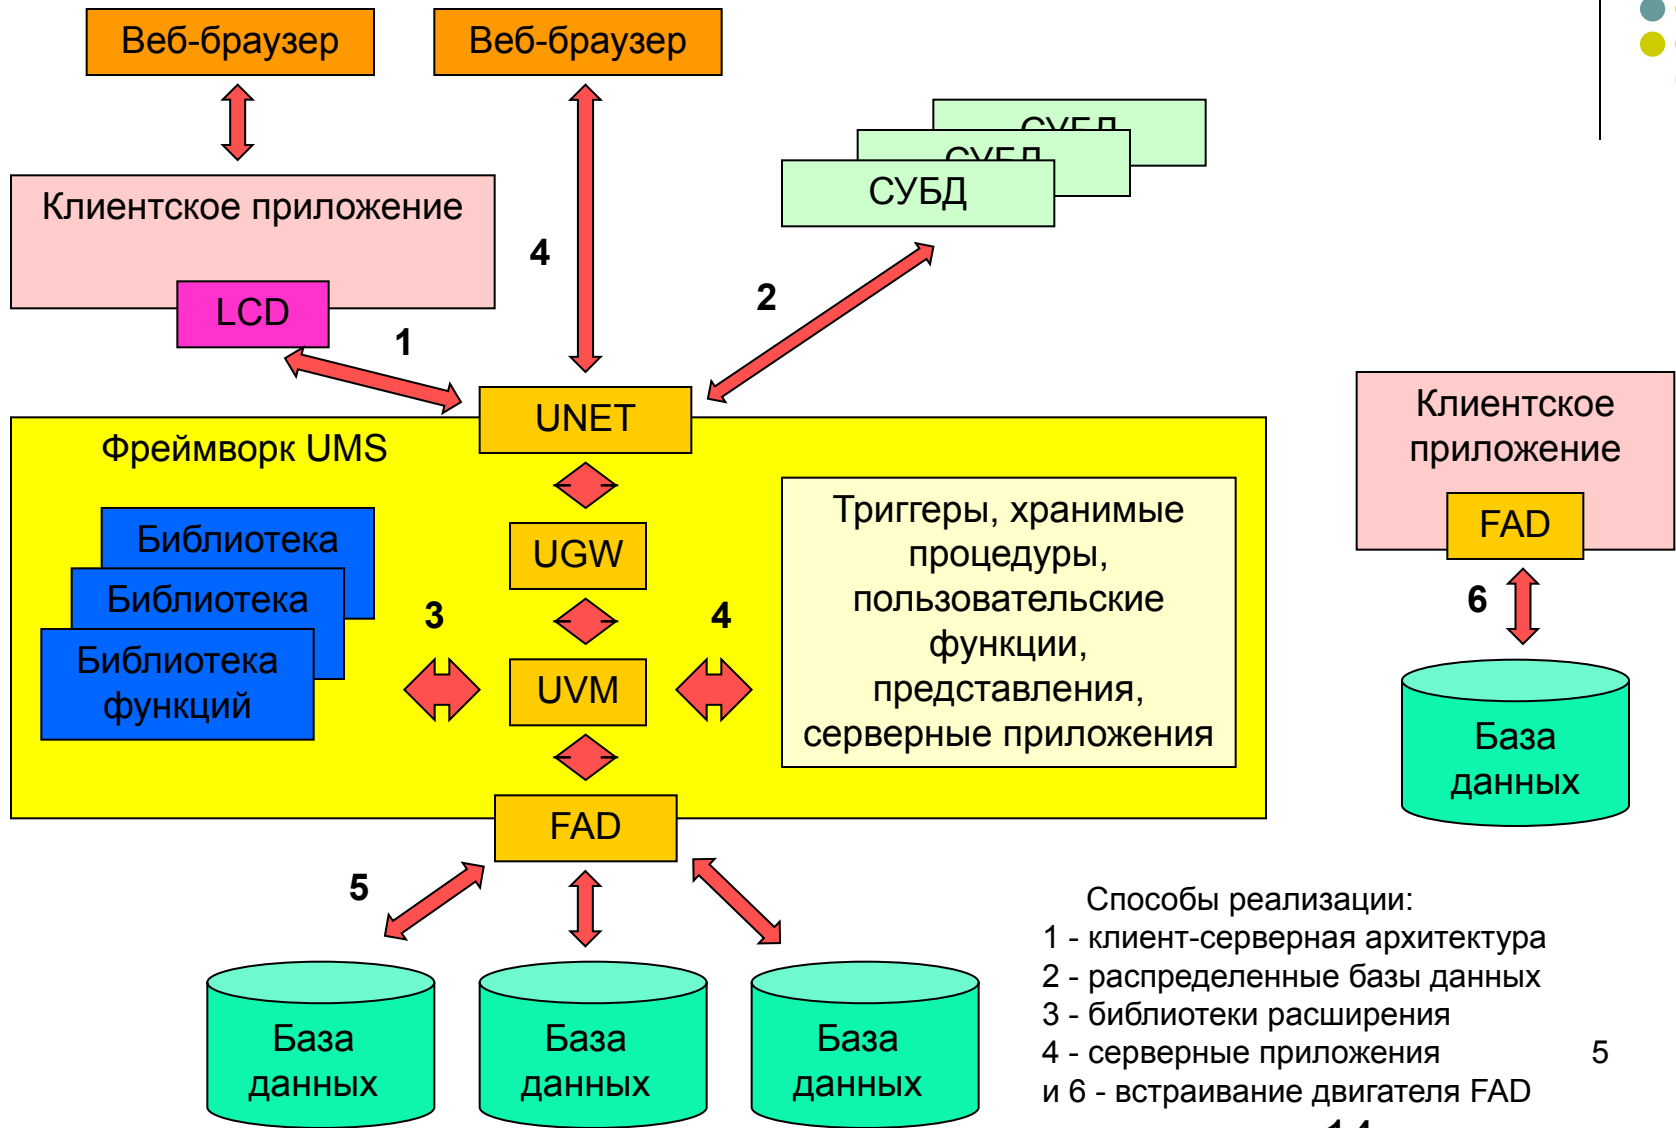 Веб-браузер
Веб-браузер
СУБД
СУБД
СУБД
Клиентское приложение
LCD
4
2
1
UNET
Фреймворк UMS
Библиотека
Библиотека
Библиотека
функций
3
UGW
UVM
4
Триггеры, хранимые
процедуры,
пользовательские
функции,
представления,
серверные приложения
FAD
5
База
данных
База
данных
База
данных
Клиентское
приложение
FAD
6
База
данных
Способы реализации:
1 - клиент-серверная архитектура
2 - распределенные базы данных
3 - библиотеки расширения
4 - серверные приложения 5
и 6 - встраивание двигателя FAD
14